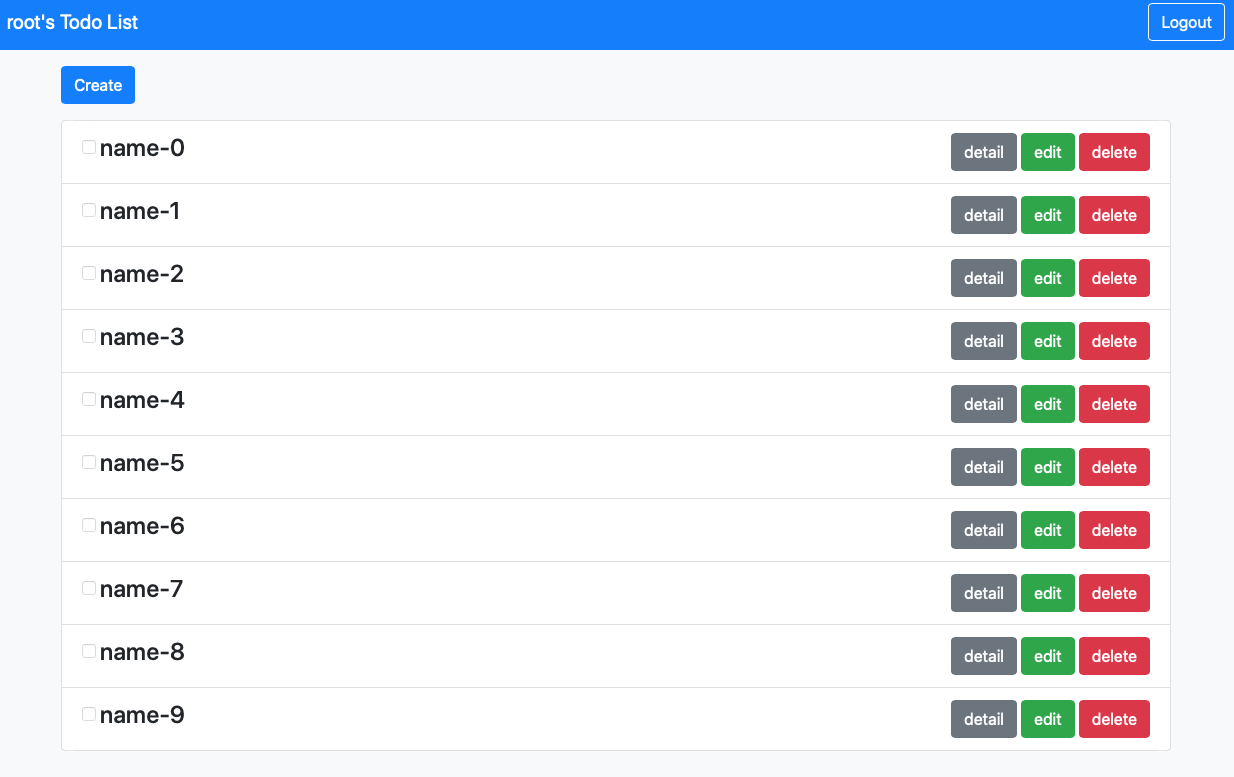 root's Todo List Logout
Create
name-0 detail edit delete
name-1 detail edit delete
name-2 detail edit delete
name-3 detail edit delete
name-4 detail edit delete
name-5 detail edit delete
name-6 detail edit delete
name-7 detail edit delete
name-8 detail edit delete
name-9 detail edit delete